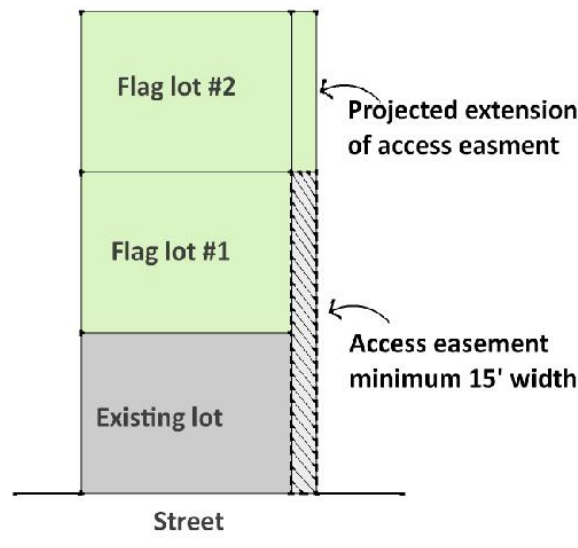 Flag lot #2
Projected extension
of access easment
Flag lot #1
Access easement
minimum 15' width
Existing lot
Street